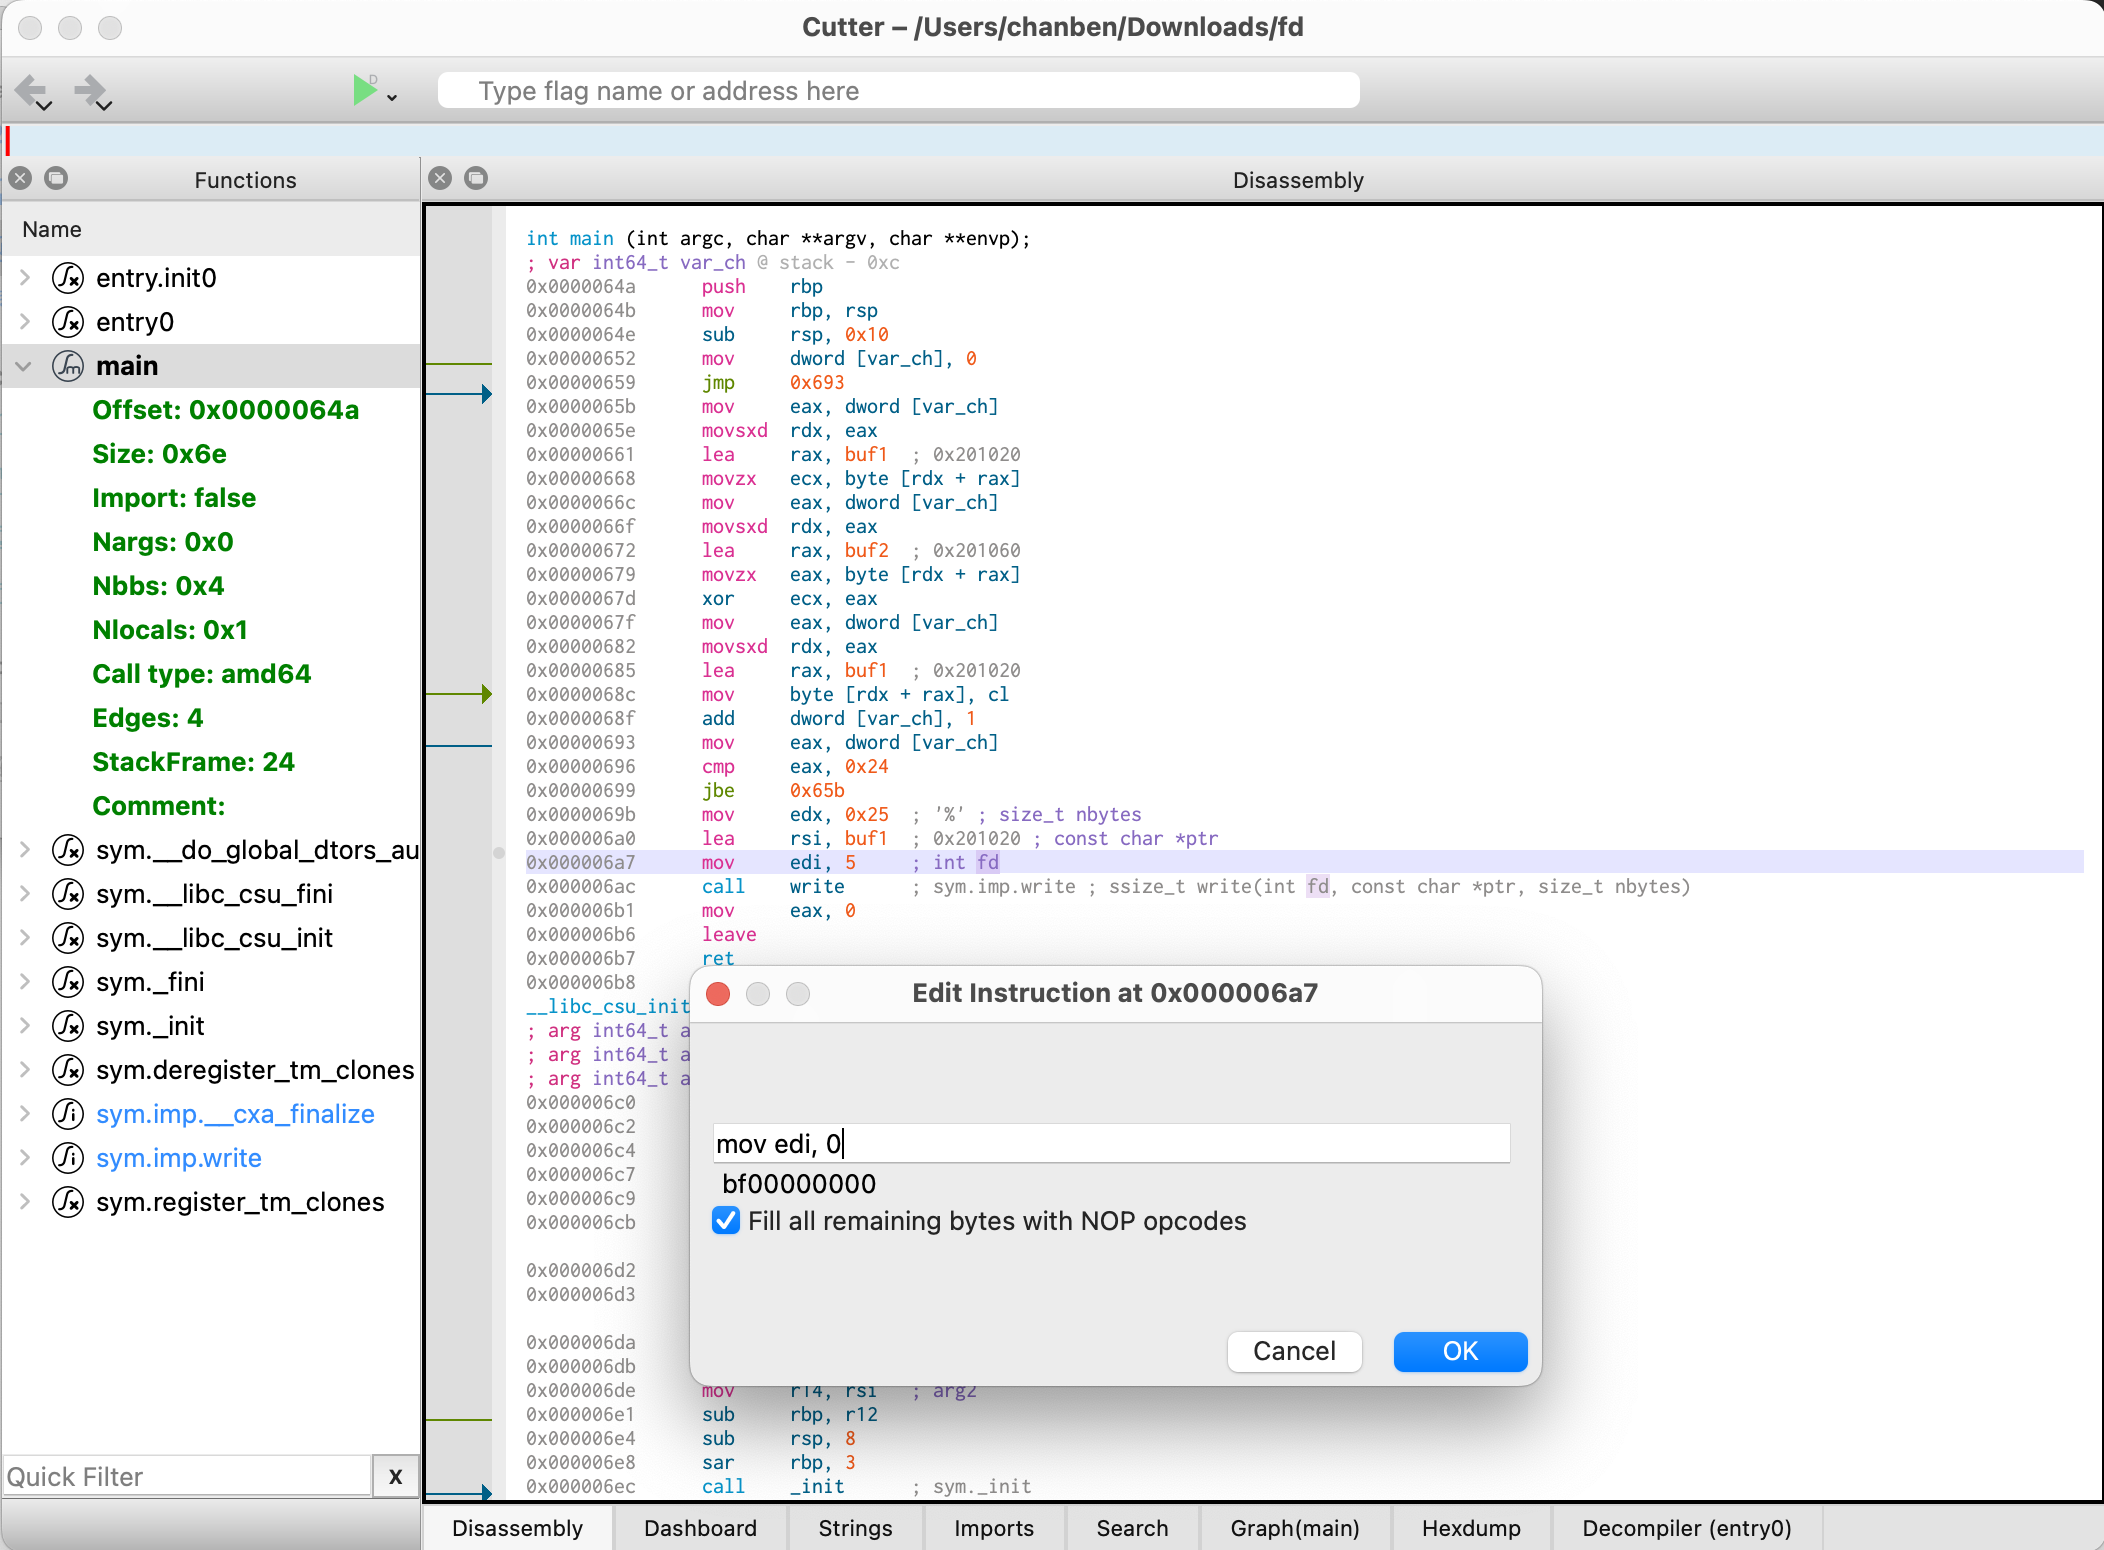 Cutter – /Users/chanben/Downloads/fd
D
Type flag name or address here
Functions
Name
entry.init0
entry0
main
Offset: 0x0000064a
Size: 0x6e
Import: false
Nargs: 0x0
Nbbs: 0x4
Nlocals: 0x1
Call type: amd64
Edges: 4
StackFrame: 24
Comment:
sym.__do_global_dtors_au
sym.__libc_csu_fini
sym.__libc_csu_init
sym._fini
sym._init
sym.deregister_tm_clones
sym.imp.__cxa_finalize
sym.imp.write
sym.register_tm_clones
Quick Filter
X
Disassembly
int main (int argc, char **argv, char **envp);
; var int64_t var_ch @ stack - 0xc
0x0000064a push rbp
0x0000064b mov rbp, rsp
0x0000064e sub rsp, 0x10
0x00000652 mov dword [var_ch], 0
0x00000659 jmp 0x693
0x0000065b mov eax, dword [var_ch]
0x0000065e movsxd rdx, eax
0x00000661 lea rax, buf1 ; 0x201020
0x00000668 movzx ecx, byte [rdx + rax]
0x0000066c mov eax, dword [var_ch]
0x0000066f movsxd rdx, eax
0x00000672 lea rax, buf2 ; 0x201060
0x00000679 movzx eax, byte [rdx + rax]
0x0000067d xor ecx, eax
0x0000067f mov eax, dword [var_ch]
0x00000682 movsxd rdx, eax
0x00000685 lea rax, buf1 ; 0x201020
0x0000068c mov byte [rdx + rax], cl
0x0000068f add dword [var_ch], 1
0x00000693 mov eax, dword [var_ch]
0x00000696 cmp eax, 0x24
0x00000699 jbe 0x65b
0x0000069b mov edx, 0x25 ; '%' ; size_t nbytes
0x000006a0 lea rsi, buf1 ; 0x201020 ; const char *ptr
0x000006a7 mov edi, 5 ; int fd
0x000006ac call write ; sym.imp.write ; ssize_t write(int fd, const char *ptr, size_t nbytes)
0x000006b1 mov eax, 0
0x000006b6 leave
0x000006b7 ret
0x000006b8
__libc_csu_init
; arg int64_t a
; arg int64_t a
; arg int64_t a
0x000006c0
0x000006c2
0x000006c4
0x000006c7
0x000006c9
0x000006cb
0x000006d2
0x000006d3
0x000006da
0x000006db
0x000006de mov r14, rsi ; arg2
0x000006e1 sub rbp, r12
0x000006e4 sub rsp, 8
0x000006e8 sar rbp, 3
0x000006ec call _init ; sym._init
Edit Instruction at 0x000006a7
mov edi, 0
bf00000000
Fill all remaining bytes with NOP opcodes
Cancel OK
Disassembly Dashboard Strings Imports Search Graph(main) Hexdump Decompiler (entry0)